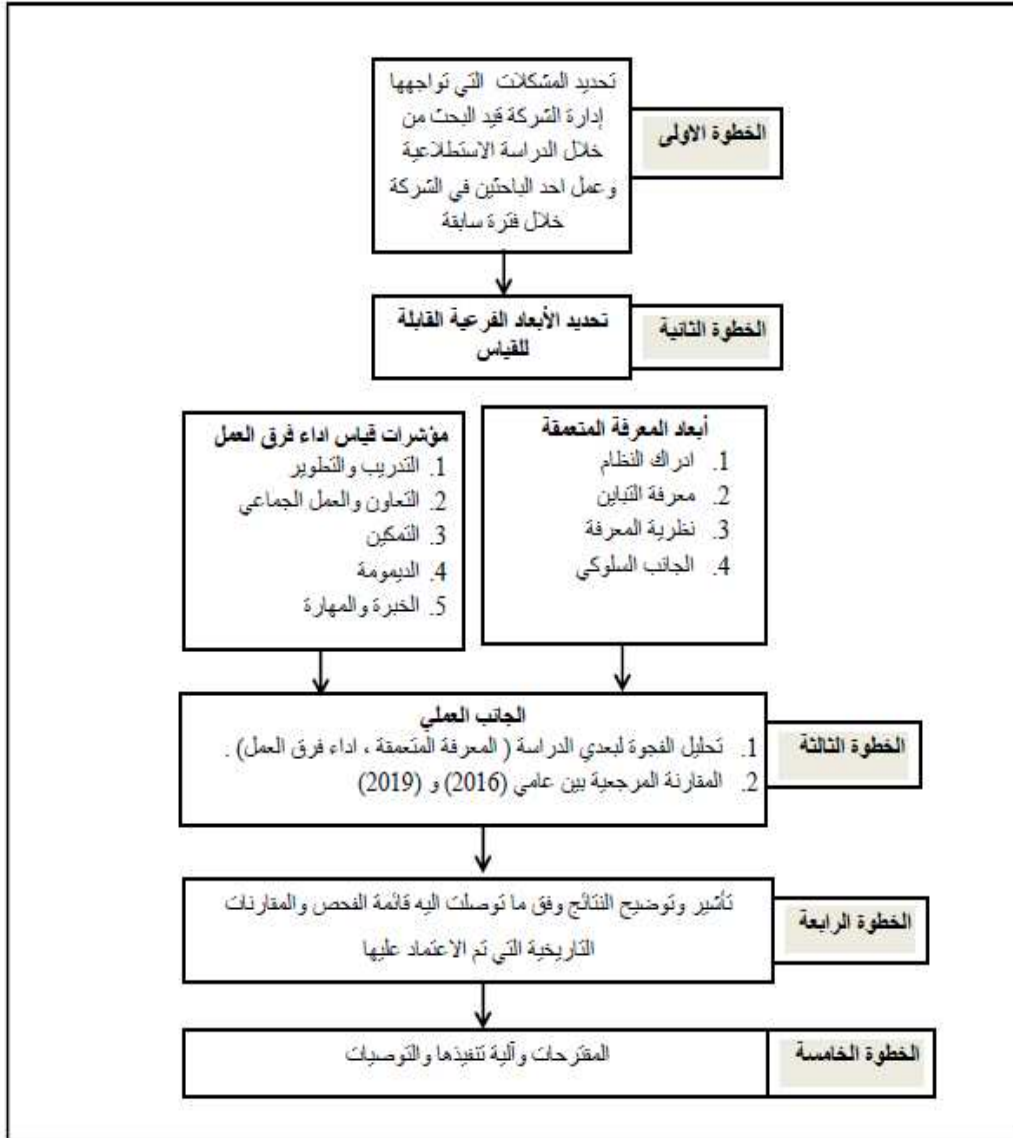 تحديد المشكلات التي تواجهها
إدارة الشركة قيد البحث من
خلال الدراسة الاستطلاعية
وعمل احد الباحثين في الشركة
خلال فترة سابقة
الخطوة الاولى
تحديد الأبعاد الفرعية القابلة
للقياس
الخطوة الثانية
أبعاد المعرفة المتعمقة
1. ادراك النظام
2. معرفة التباين
3. نظرية المعرفة
4. الجانب السلوكي
مؤشرات قياس اداء فرق العمل
1. التدريب والتطوير
2. التعاون والعمل الجماعي
3. التمكين
4. الديمومة
5. الخبرة والمهارة
الجانب العملي
1. تحليل الفجوة لبعدي الدراسة ( المعرفة المتعمقة ، اداء فرق العمل) .
2. المقارنة المرجعية بين عامي (2016) و (2019)
الخطوة الثالثة
تأشير وتوضيح النتائج وفق ما توصلت اليه قائمة الفحص والمقارنات
التاريخية التي تم الاعتماد عليها
الخطوة الرابعة
المقترحات وآلية تنفيذها والتوصيات
الخطوة الخامسة